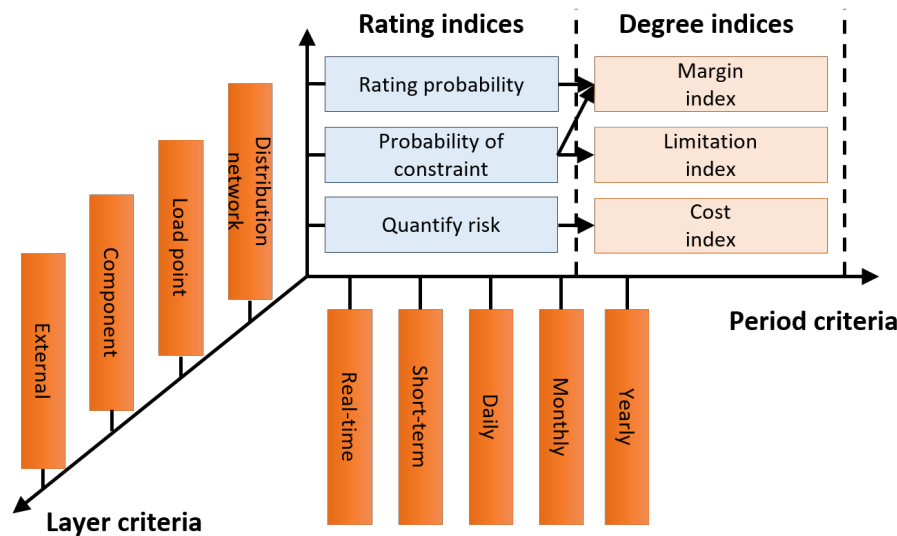 Rating indices
Degree indices
Rating probability
Margin
index
Probability of
constraint
Limitation
index
Quantify risk
Cost
index
Distribution
network
Load point
Component
External
Period criteria
Real-time
Short-term
Daily
Monthly
Yearly
Layer criteria